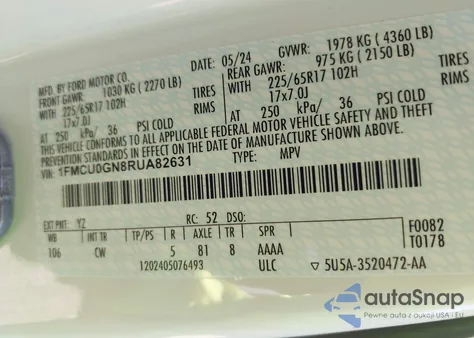 MFD. BY FORD MOTOR CO.
05/24 GVWR: 1978 KG ( 4360 LB)
FRONT GAWR: 1030 KG ( 2270 LB) REAR GAWR: 975 KG ( 2150 LB)
WITH 225/65R17 102H TIRES WITH 225/65R17 102H TIRES
17x7.0J RIMS 17x7.0J RIMS
AT 250 kPa/ 36 PSI COLD AT 250 kPa/ 36 PSI COLD
THIS VEHICLE CONFORMS TO ALL APPLICABLE FEDERAL MOTOR VEHICLE SAFETY AND THEFT
PREVENTION STANDARDS IN EFFECT ON THE DATE OF MANUFACTURE SHOWN ABOVE.
VIN: 1FMCU0GN8RUA82631 TYPE: MPV
EXT PNT: YZ RC: 52 DSO:
WB INT TR TP/PS R AXLE TR SPR
106 CW 5 81 8 AAAA
F0082
T0178
1202405076493 ULC ▽ 5U5A-3520472-AA
autoSnap
Pewne auto z ubezpieczalni USA i EU